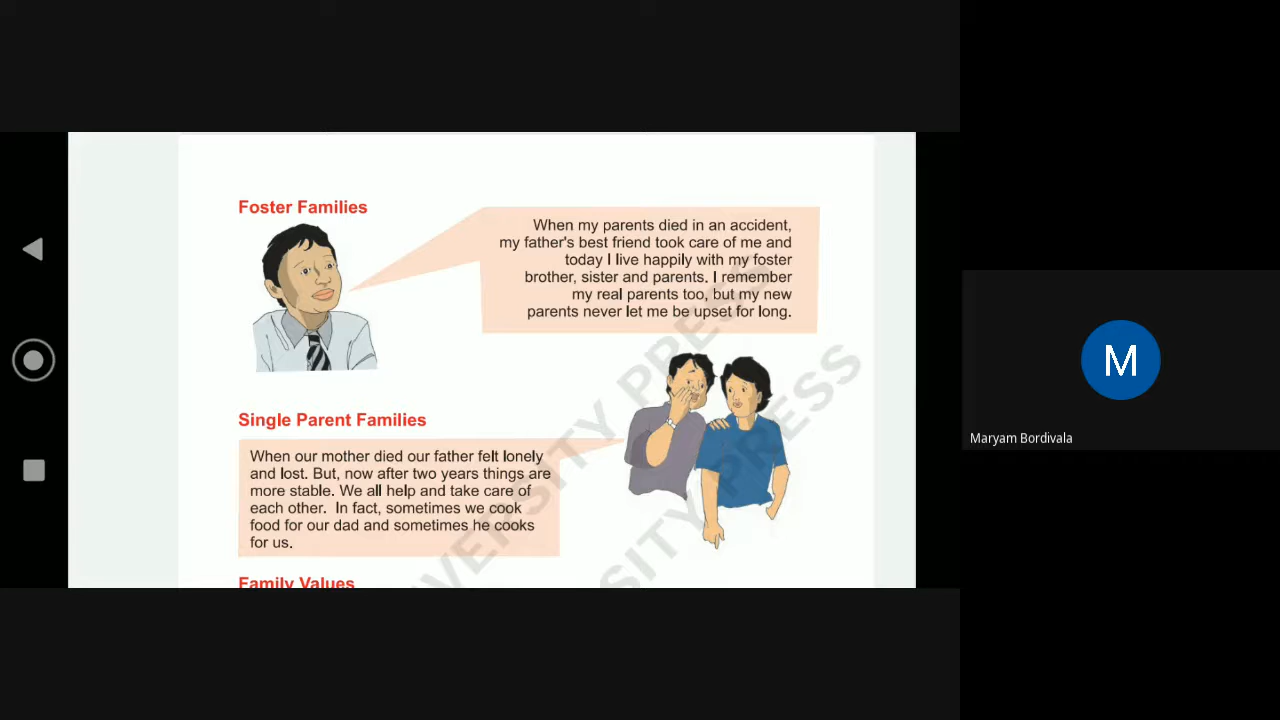 Foster Families
When my parents died in an accident,
my father's best friend took care of me and
today I live happily with my foster
brother, sister and parents. I remember
my real parents too, but my new
parents never let me be upset for long.
Single Parent Families
When our mother died our father felt lonely
and lost. But, now after two years things are
more stable. We all help and take care of
each other. In fact, sometimes we cook
food for our dad and sometimes he cooks
for us.
Family Values
VERSITY PRESS
SITY PRESS
M
Maryam Bordivala